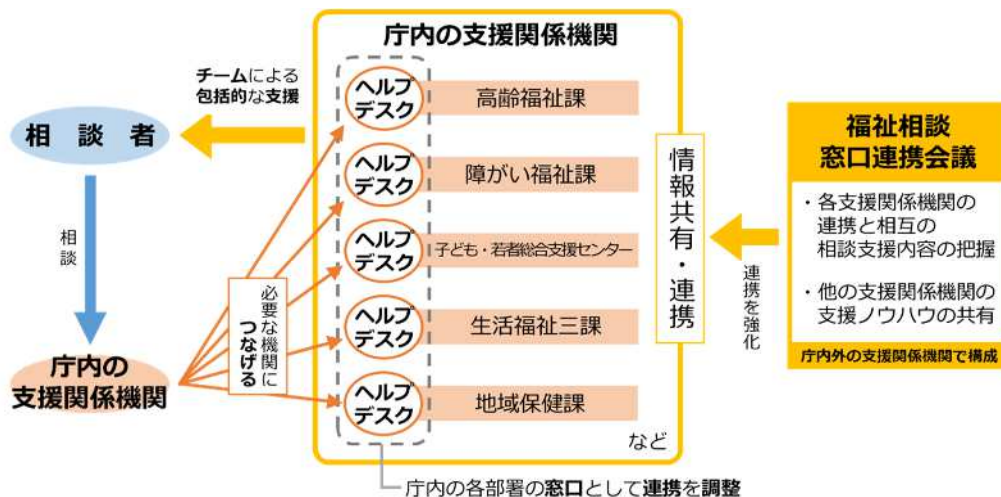 庁内の支援関係機関
チームによる
包括的な支援
相談者
相談
庁内の
支援関係機関
必要な機関に
つなげる
ヘルプ
デスク
高齢福祉課
ヘルプ
デスク
障がい福祉課
ヘルプ
デスク
子ども・若者総合支援センター
ヘルプ
デスク
生活福祉三課
ヘルプ
デスク
地域保健課
など
情報共有・連携
連携を強化
福祉相談
窓口連携会議
・各支援関係機関の
連携と相互の
相談支援内容の把握
・他の支援関係機関の
支援ノウハウの共有
庁内外の支援関係機関で構成
庁内の各部署の窓口として連携を調整